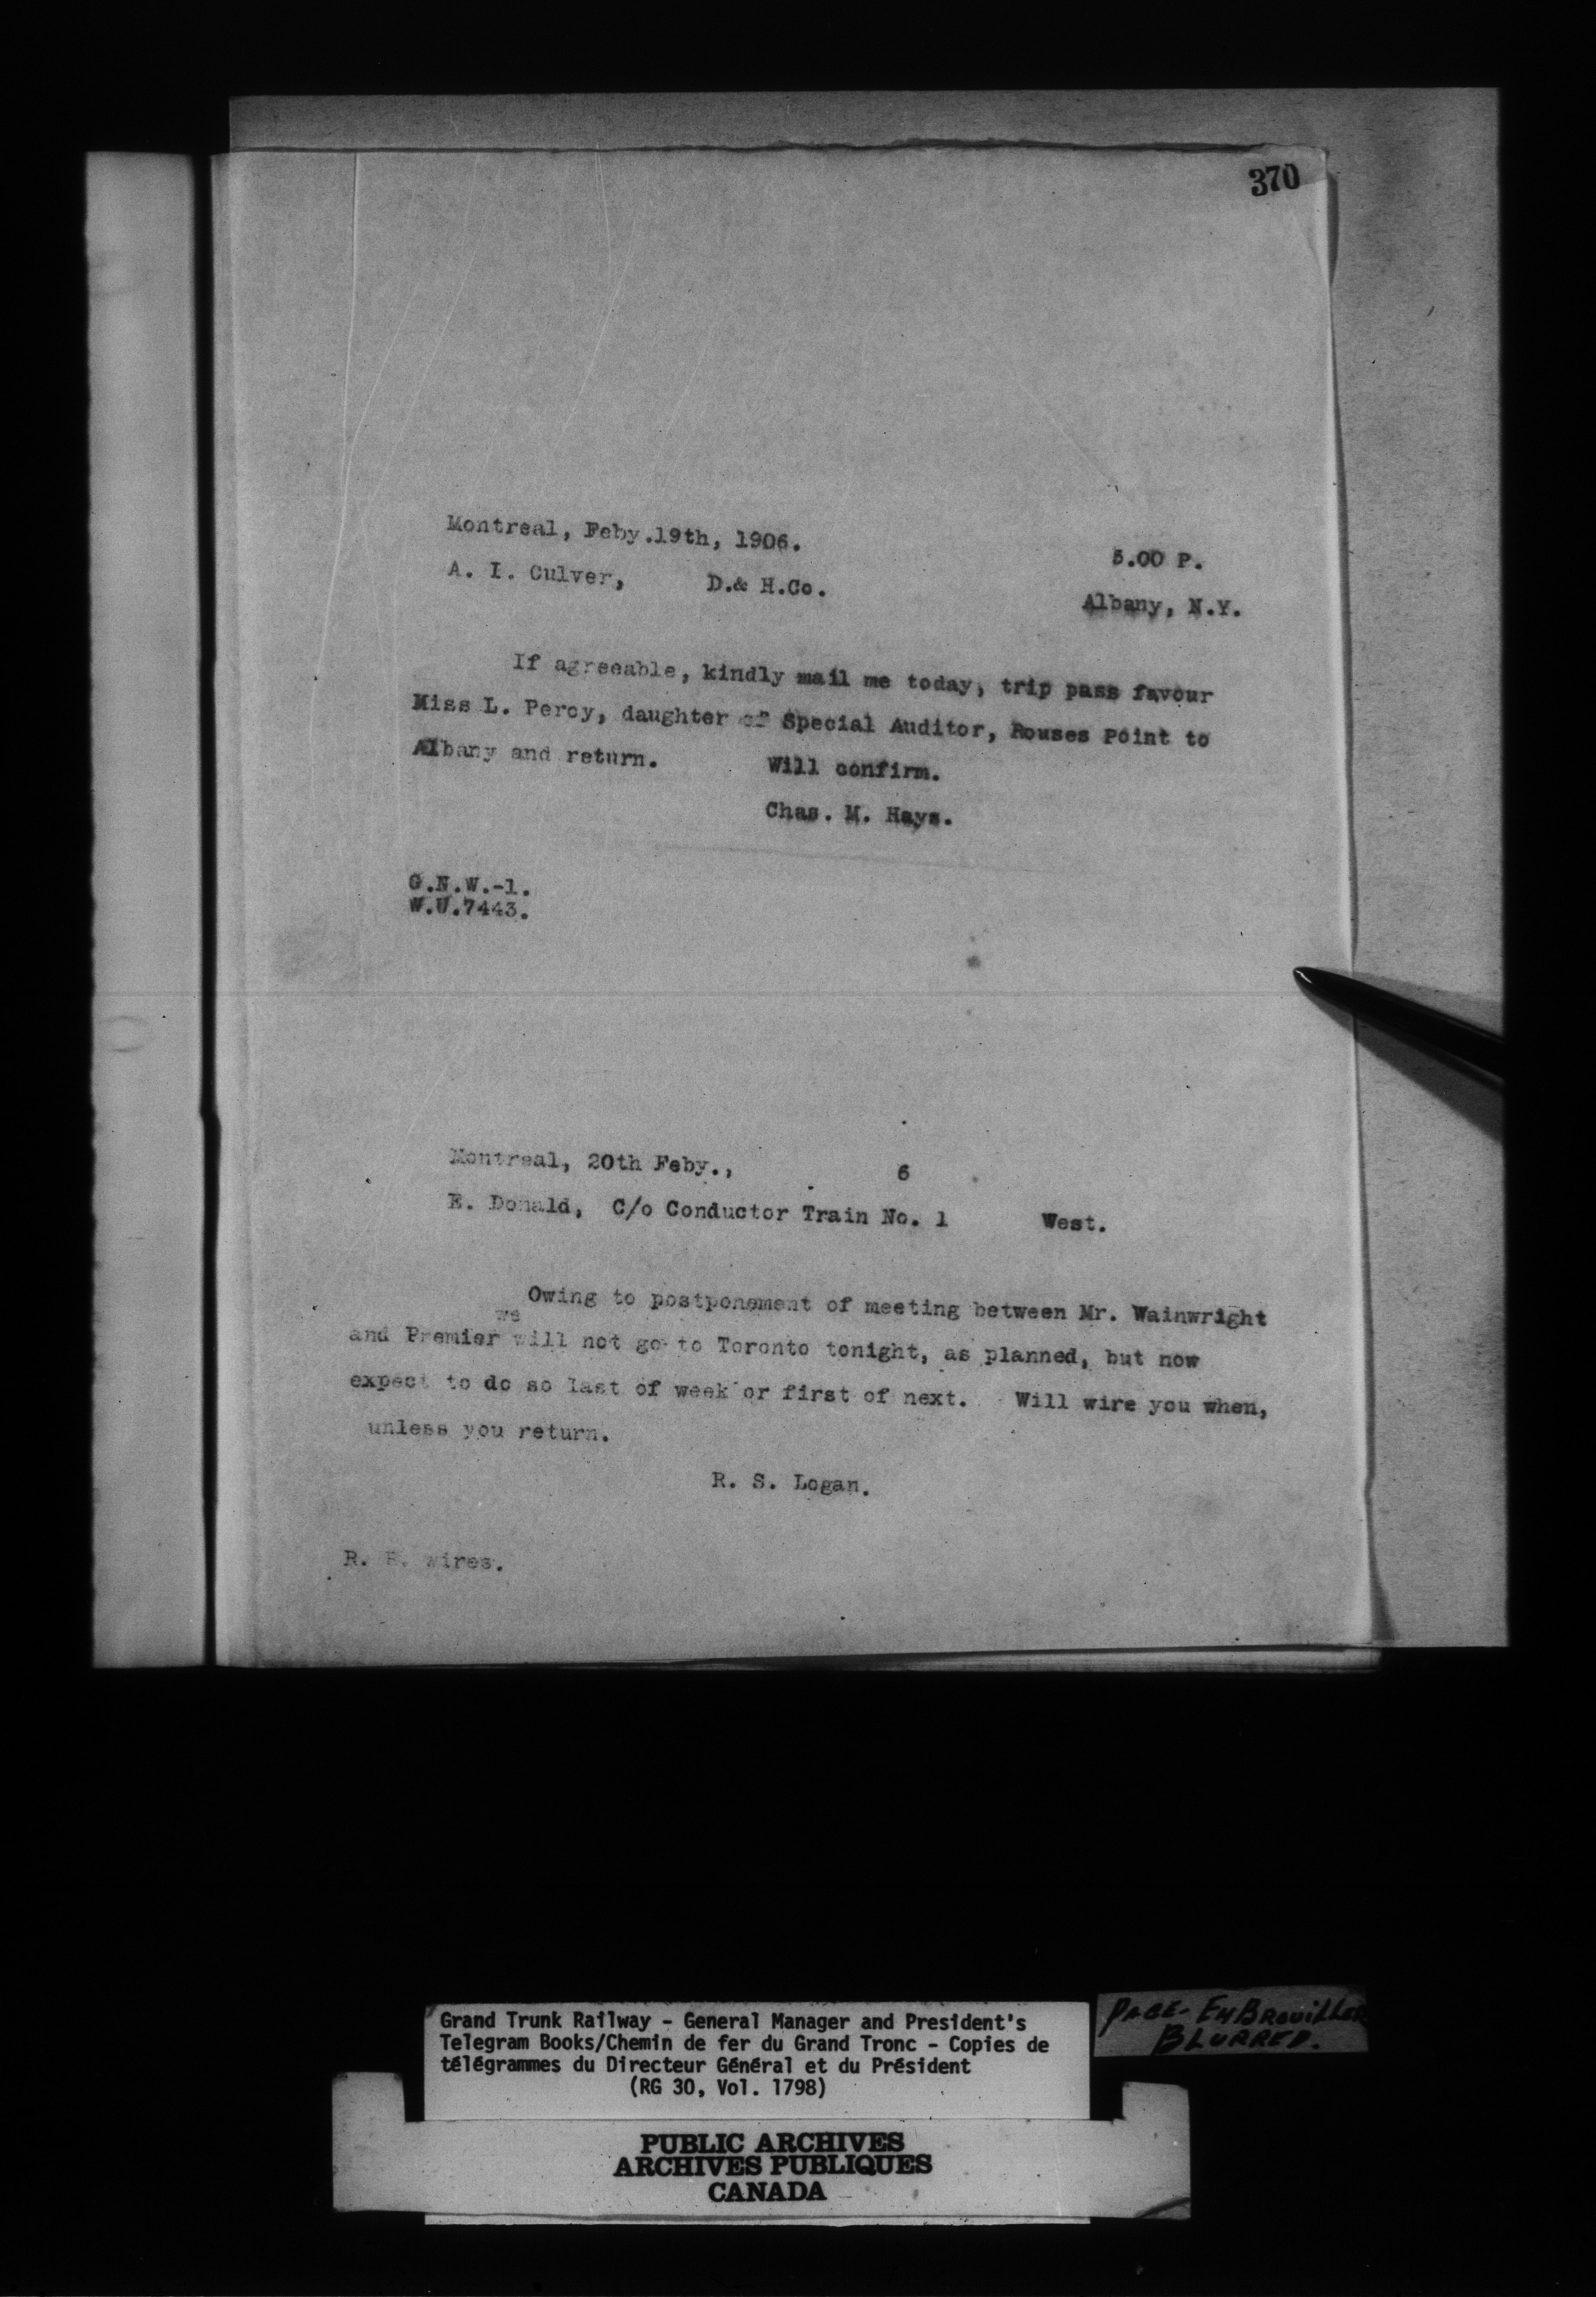 370
Montreal, Feby.19th, 1906.
5.00 P.
A. I. Culver, D.& H.Co. Albany, N.Y.
If agreeable, kindly mail me today, trip pass favour
Miss L. Percy, daughter of Special Auditor, Rouses Point to
Albany and return. Will confirm.
Chas. M. Hays.
G.N.W.-1.
W.U.7443.
Montreal, 20th Feby., 6
E. Donald, C/o Conductor Train No. 1 West.
Owing to postponement of meeting between Mr. Wainwright
we
and Premier will not go to Toronto tonight, as planned, but now
expect to do so last of week or first of next. Will wire you when,
unless you return.
R. S. Logan.
R. R. wires.
Grand Trunk Railway - General Manager and President's
Telegram Books/Chemin de fer du Grand Tronc - Copies de
télégrammes du Directeur Général et du Président
(RG 30, Vol. 1798)
PAGE- EMBROUILLER
BLURRED.
PUBLIC ARCHIVES
ARCHIVES PUBLIQUES
CANADA